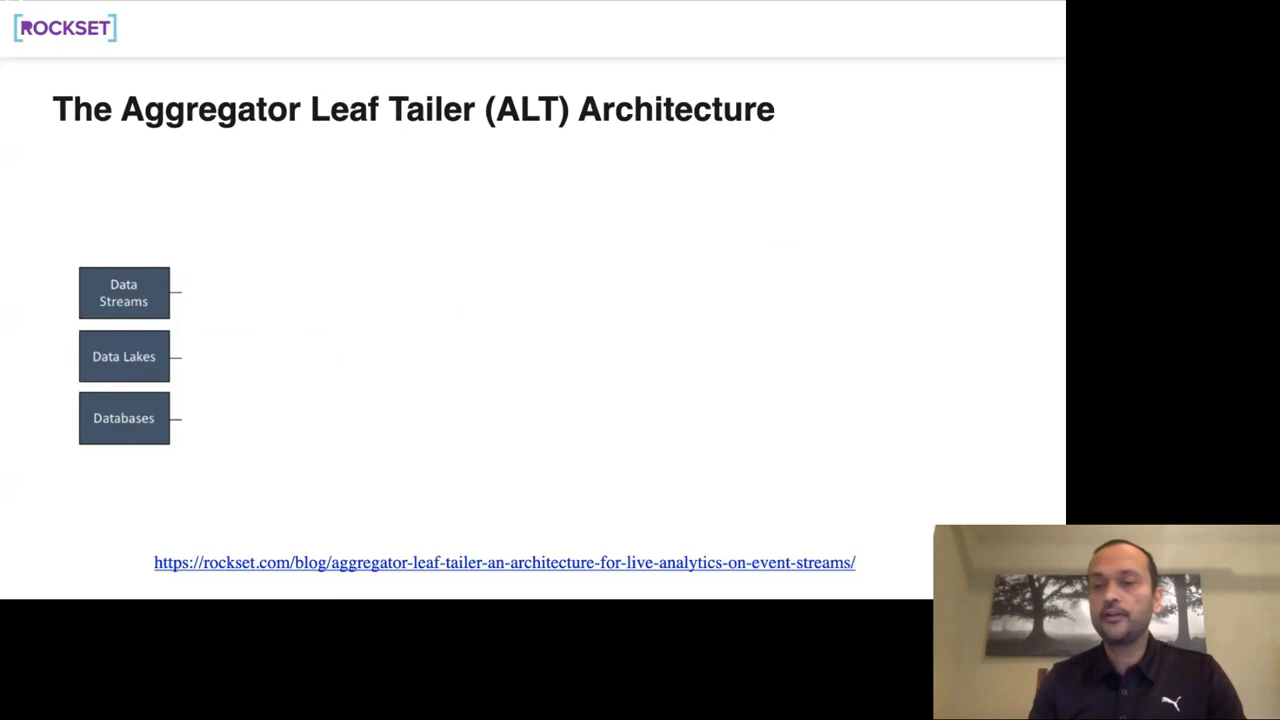 [ROCKSET]
The Aggregator Leaf Tailer (ALT) Architecture
Data
Streams
Data Lakes
Databases
https://rockset.com/blog/aggregator-leaf-tailer-an-architecture-for-live-analytics-on-event-streams/